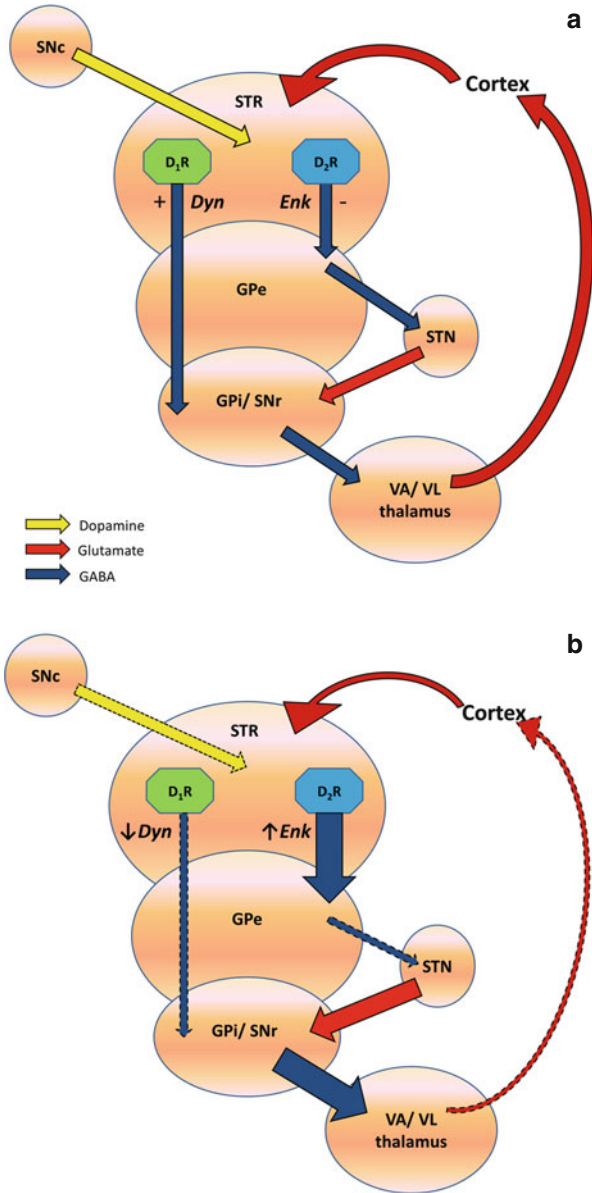 a
SNc
STR
Cortex
D₁R
D₂R
+ Dyn
Enk -
GPe
STN
GPi/ SNr
VA/ VL
thalamus
Dopamine
Glutamate
GABA
b
SNc
STR
Cortex
D₁R
D₂R
↓Dyn
↑Enk
GPe
STN
GPi/ SNr
VA/ VL
thalamus